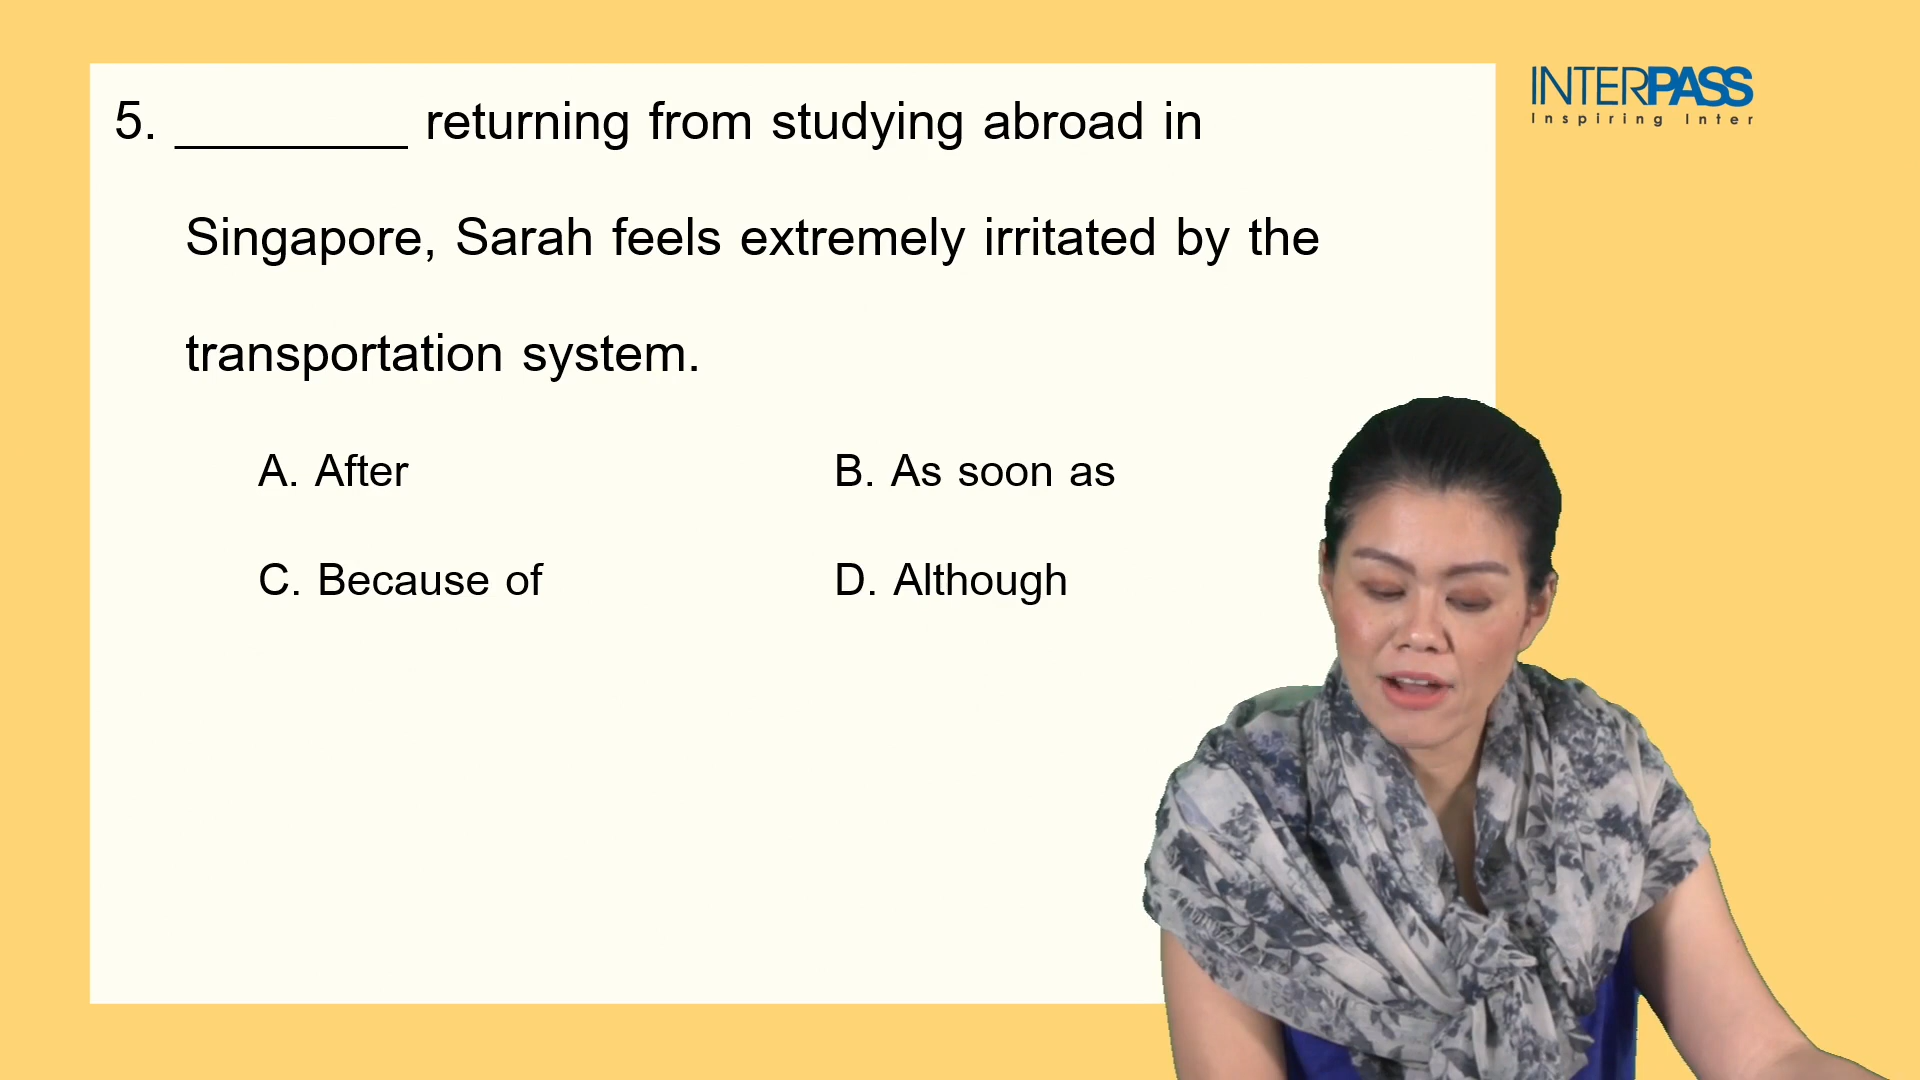 5. ________ returning from studying abroad in
Singapore, Sarah feels extremely irritated by the
transportation system.
A. After
B. As soon as
C. Because of
D. Although
INTERPASS
Inspiring Inter